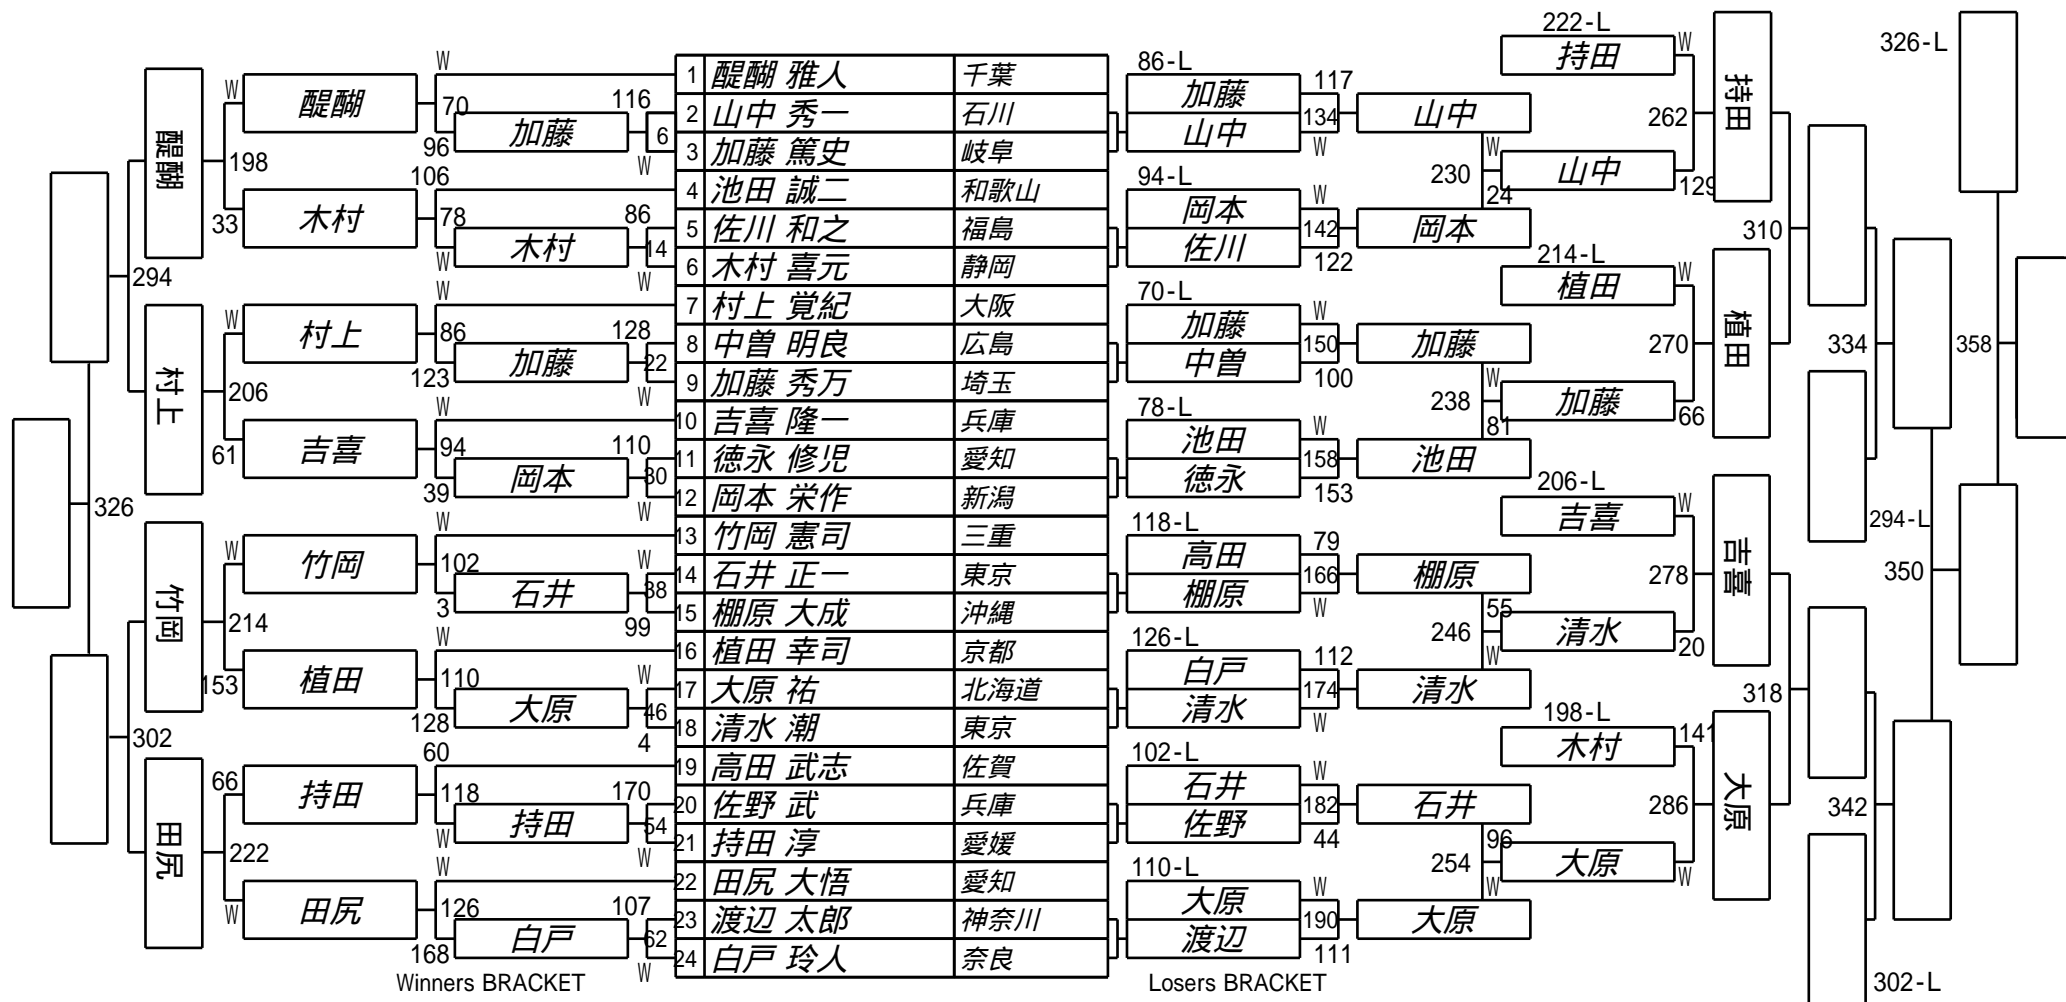 222-L
W
持田
W
262
持田
326-L
W
醍醐
W
70
116
96
加藤
6
W
醍醐
198
33
木村
106
78
86
木村
14
W
W
294
1 醍醐 雅人 千葉
2 山中 秀一 石川
3 加藤 篤史 岐阜
4 池田 誠二 和歌山
5 佐川 和之 福島
6 木村 喜元 静岡
7 村上 覚紀 大阪
8 中曽 明良 広島
9 加藤 秀万 埼玉
10 吉喜 隆一 兵庫
11 徳永 修児 愛知
12 岡本 栄作 新潟
13 竹岡 憲司 三重
14 石井 正一 東京
15 棚原 大成 沖縄
16 植田 幸司 京都
17 大原 祐 北海道
18 清水 潮 東京
19 高田 武志 佐賀
20 佐野 武 兵庫
21 持田 淳 愛媛
22 田尻 大悟 愛知
23 渡辺 太郎 神奈川
24 白戸 玲人 奈良
W
W
村上
86
128
123
加藤
22
W
村上
206
61
吉喜
W
94
110
39
岡本
30
W
326
W
W
竹岡
102
W
3
石井
38
99
竹岡
214
153
植田
W
110
W
128
大原
46
4
302
60
66
持田
118
170
持田
54
W
W
田尻
222
W
田尻
W
126
107
168
白戸
62
W
Winners BRACKET
86-L
加藤
117
134
山中
W
山中
94-L
岡本
W
142
佐川
122
岡本
230
W
24
山中
129
70-L
加藤
W
150
中曽
100
加藤
78-L
池田
W
158
徳永
153
池田
238
W
81
加藤
66
214-L
植田
W
270
植田
310
118-L
高田
79
166
棚原
W
棚原
126-L
白戸
112
174
清水
W
清水
246
55
W
清水
20
206-L
吉喜
W
278
吉喜
102-L
石井
W
182
佐野
44
石井
110-L
大原
W
190
渡辺
111
大原
254
96
W
大原
W
198-L
木村
141
286
大原
318
334
294-L
342
302-L
350
358
Losers BRACKET